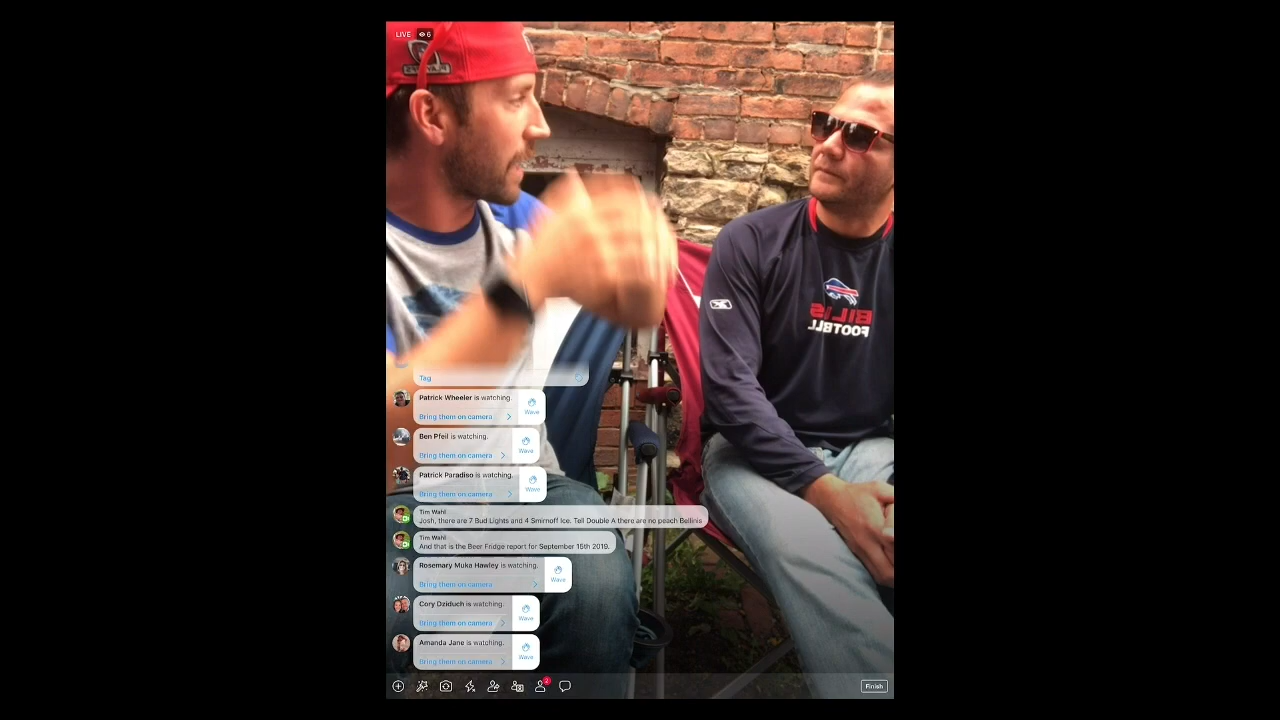 LIVE 6
BILLS
FOOTBALL
Tag
Patrick Wheeler is watching.
Bring them on camera
Wave
Ben Pfeil is watching.
Bring them on camera
Wave
Patrick Paradiso is watching.
Bring them on camera
Wave
Tim Wahl
Josh, there are 7 Bud Lights and 4 Smirnoff Ice. Tell Double A there are no peach Bellinis
Tim Wahl
And that is the Beer Fridge report for September 15th 2019.
Rosemary Muka Hawley is watching.
Bring them on camera
Wave
Cory Dziduch is watching.
Bring them on camera
Wave
Amanda Jane is watching.
Bring them on camera
Wave
2
Finish